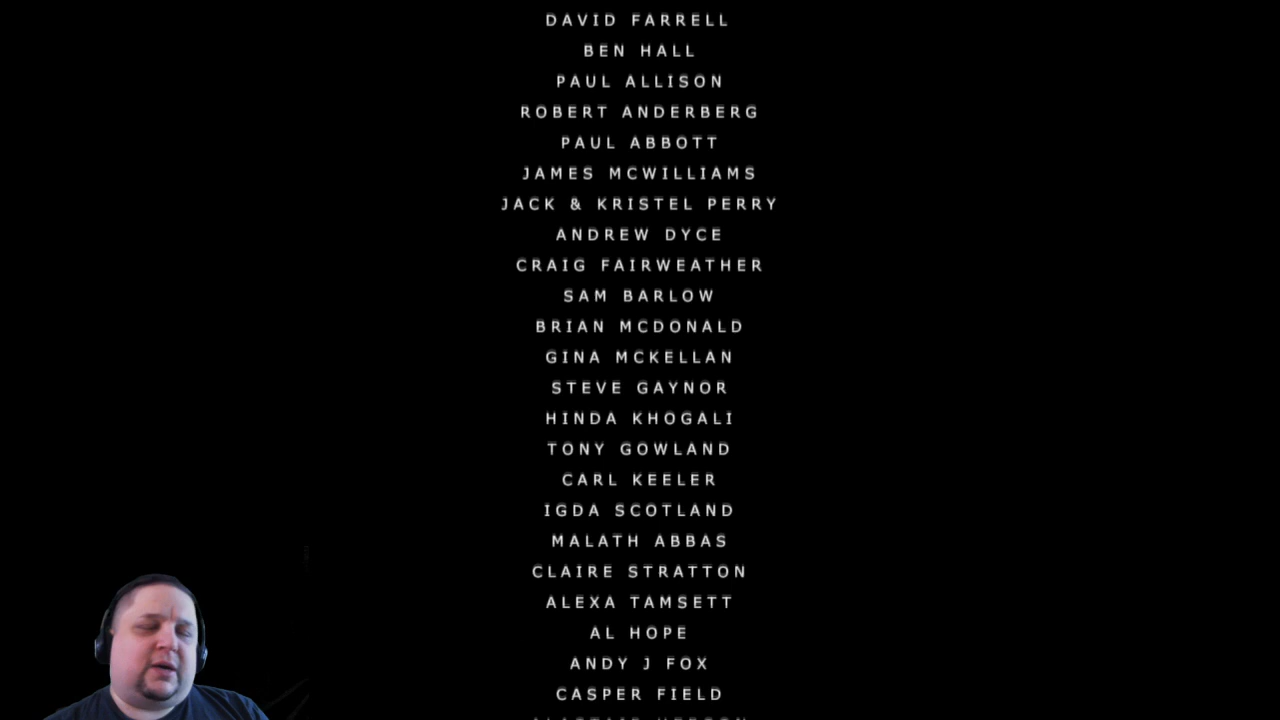 DAVID FARRELL
BEN HALL
PAUL ALLISON
ROBERT ANDERBERG
PAUL ABBOTT
JAMES MCWILLIAMS
JACK & KRISTEL PERRY
ANDREW DYCE
CRAIG FAIRWEATHER
SAM BARLOW
BRIAN MCDONALD
GINA MCKELLAN
STEVE GAYNOR
HINDA KHOGALI
TONY GOWLAND
CARL KEELER
IGDA SCOTLAND
MALATH ABBAS
CLAIRE STRATTON
ALEXA TAMSETT
AL HOPE
ANDY J FOX
CASPER FIELD